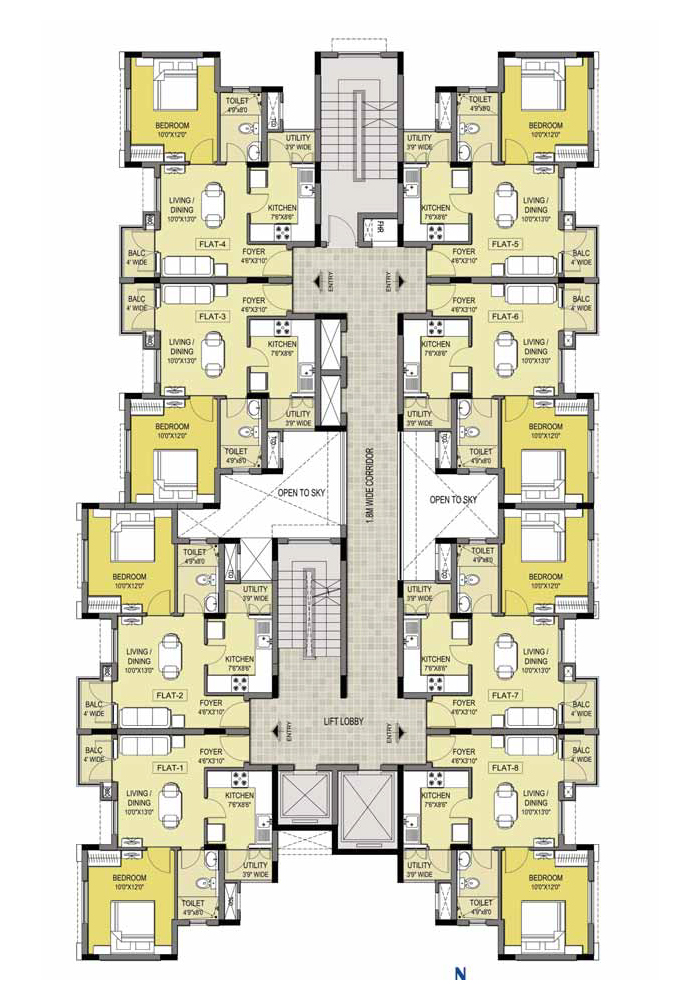 TOILET
4'9"x8'0
BEDROOM
10'0"X12'0"
UTILITY
3'9" WIDE
LIVING /
DINING
10'0"X13'0"
KITCHEN
7'6"X8'6"
FLAT-4
FOYER
4'6"X3'10"
BALC
4' WIDE
FHR
TOILET
4'9"x8'0
BEDROOM
10'0"X12'0"
UTILITY
3'9" WIDE
LIVING /
DINING
10'0"X13'0"
KITCHEN
7'6"X8'6"
FLAT-5
FOYER
4'6"X3'10"
BALC
4' WIDE
ENTRY
ENTRY
BALC
4' WIDE
FOYER
4'6"X3'10"
FLAT-3
LIVING /
DINING
10'0"X13'0"
KITCHEN
7'6"X8'6"
UTILITY
3'9" WIDE
BEDROOM
10'0"X12'0"
TOILET
4'9"x8'0
FOYER
4'6"X3'10"
BALC
4' WIDE
FLAT-6
KITCHEN
7'6"X8'6"
LIVING /
DINING
10'0"X13'0"
UTILITY
3'9" WIDE
BEDROOM
10'0"X12'0"
TOILET
4'9"x8'0
1.8M WIDE CORRIDOR
OPEN TO SKY
OPEN TO SKY
TOILET
4'9"x8'0
BEDROOM
10'0"X12'0"
UTILITY
3'9" WIDE
LIVING /
DINING
10'0"X13'0"
KITCHEN
7'6"X8'6"
FLAT-2
FOYER
4'6"X3'10"
BALC
4' WIDE
TOILET
4'9"x8'0
BEDROOM
10'0"X12'0"
UTILITY
3'9" WIDE
KITCHEN
7'6"X8'6"
LIVING /
DINING
10'0"X13'0"
FLAT-7
FOYER
4'6"X3'10"
BALC
4' WIDE
LIFT LOBBY
ENTRY
ENTRY
BALC
4' WIDE
FOYER
4'6"X3'10"
FLAT-1
LIVING /
DINING
10'0"X13'0"
KITCHEN
7'6"X8'6"
UTILITY
3'9" WIDE
BEDROOM
10'0"X12'0"
TOILET
4'9"x8'0
FOYER
4'6"X3'10"
BALC
4' WIDE
FLAT-8
KITCHEN
7'6"X8'6"
LIVING /
DINING
10'0"X13'0"
UTILITY
3'9" WIDE
BEDROOM
10'0"X12'0"
TOILET
4'9"x8'0
N